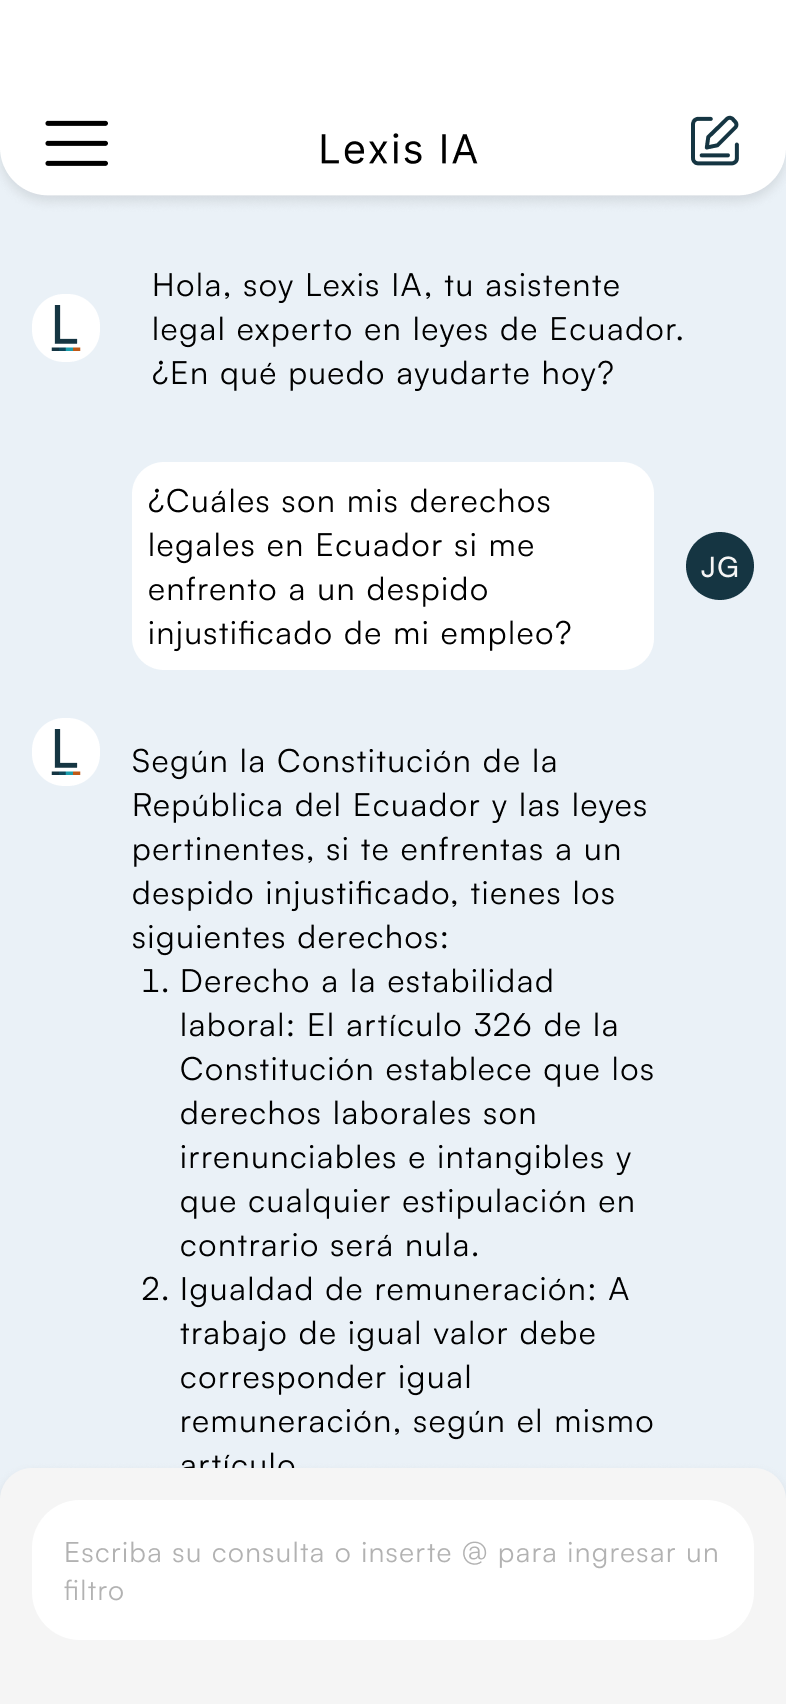 Lexis IA
L
Hola, soy Lexis IA, tu asistente
legal experto en leyes de Ecuador.
¿En qué puedo ayudarte hoy?
¿Cuáles son mis derechos
legales en Ecuador si me
enfrento a un despido
injustificado de mi empleo?
JG
L
Según la Constitución de la
República del Ecuador y las leyes
pertinentes, si te enfrentas a un
despido injustificado, tienes los
siguientes derechos:
1. Derecho a la estabilidad
laboral: El artículo 326 de la
Constitución establece que los
derechos laborales son
irrenunciables e intangibles y
que cualquier estipulación en
contrario será nula.
2. Igualdad de remuneración: A
trabajo de igual valor debe
corresponder igual
remuneración, según el mismo
artículo
Escriba su consulta o inserte @ para ingresar un
filtro